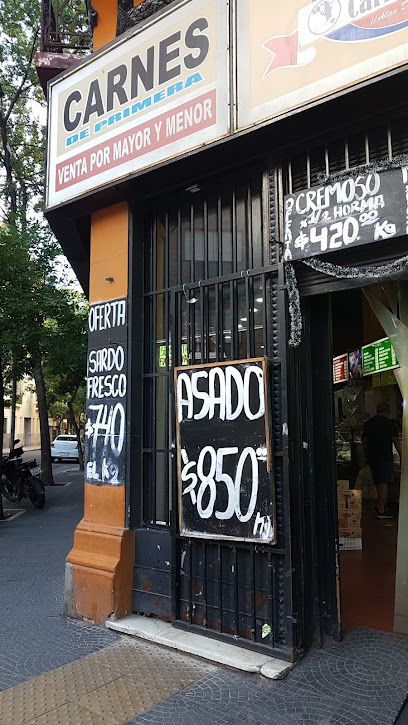 CARNES
DE PRIMERA
VENTA POR MAYOR Y MENOR
CREMOSO
x 1/2 HORMA
$420.00 Kg
OFERTA
SARDO
FRESCO
$740
EL kg
ASADO
$850 kg